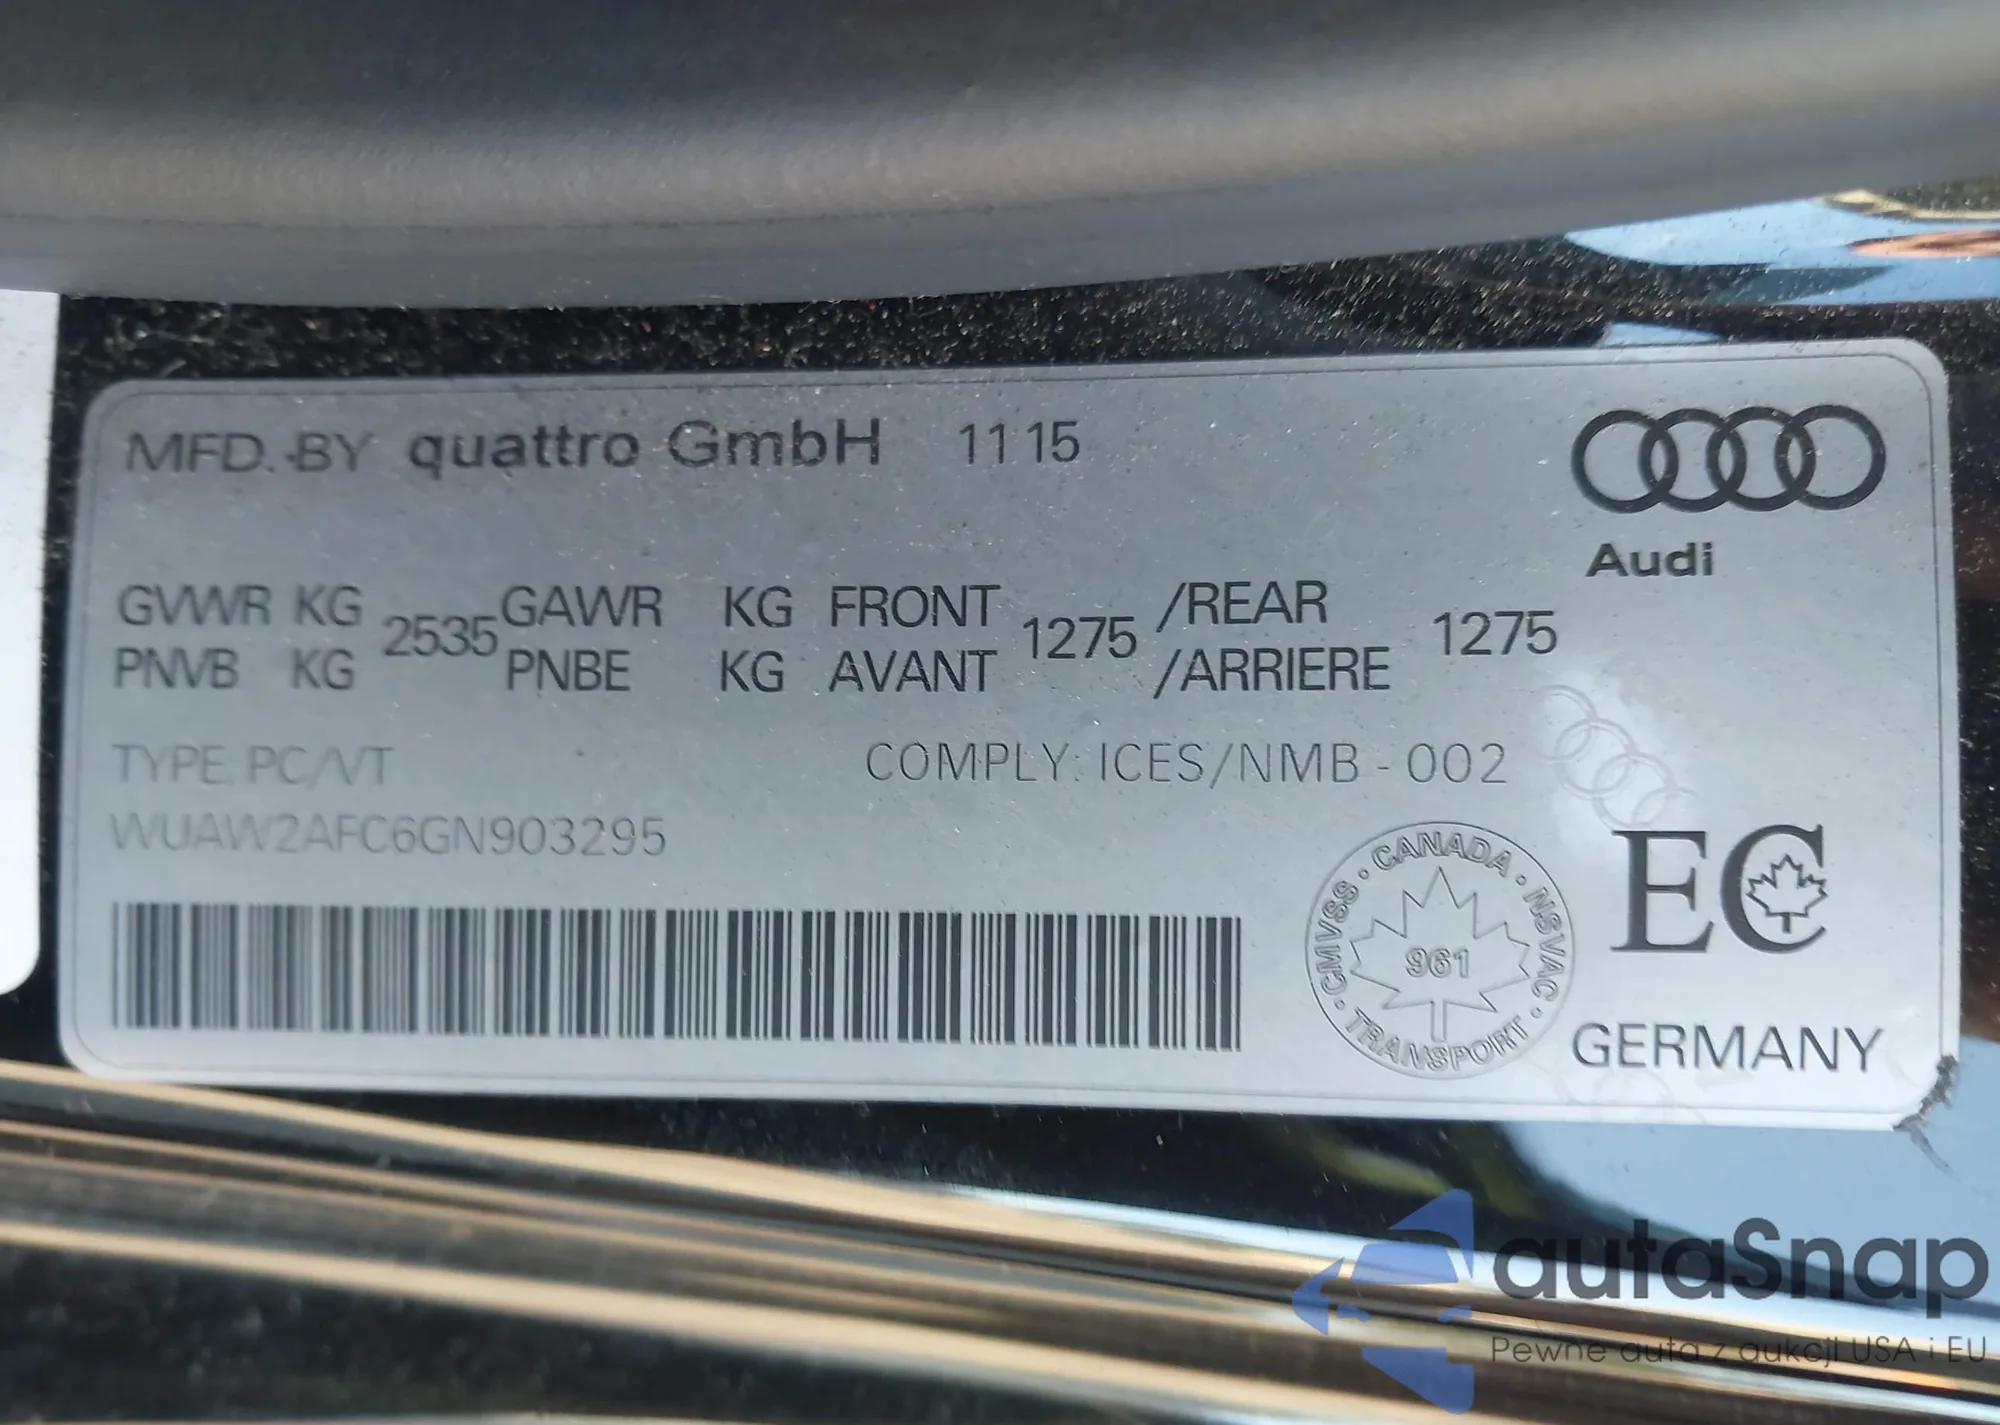 MFD. BY quattro GmbH 11 15
Audi
GVWR KG 2535 GAWR KG FRONT 1275 /REAR 1275
PNVB KG PNBE KG AVANT /ARRIERE
TYPE: PC/VT COMPLY: ICES/NMB - 002
WUAW2AFC6GN903295
CANADA · NSVAC · TRANSPORT · CMVSS ·
961
EC
GERMANY
autaSnap
Pewne auta z aukcji USA i EU